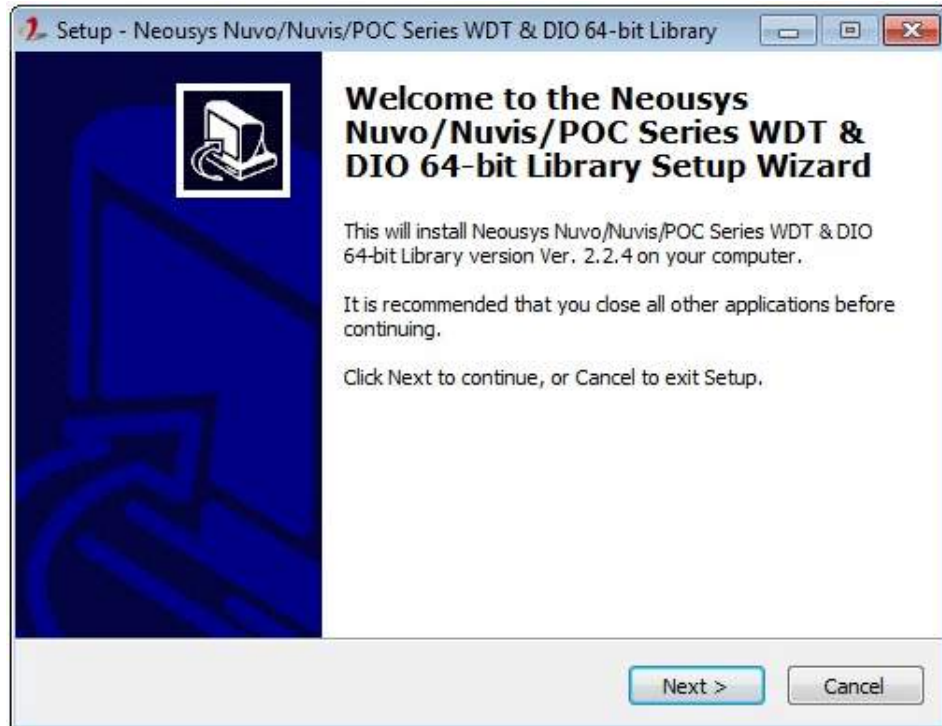 Setup - Neousys Nuvo/Nuvis/POC Series WDT & DIO 64-bit Library
Welcome to the Neousys
Nuvo/Nuvis/POC Series WDT &
DIO 64-bit Library Setup Wizard
This will install Neousys Nuvo/Nuvis/POC Series WDT & DIO
64-bit Library version Ver. 2.2.4 on your computer.
It is recommended that you close all other applications before
continuing.
Click Next to continue, or Cancel to exit Setup.
Next >
Cancel